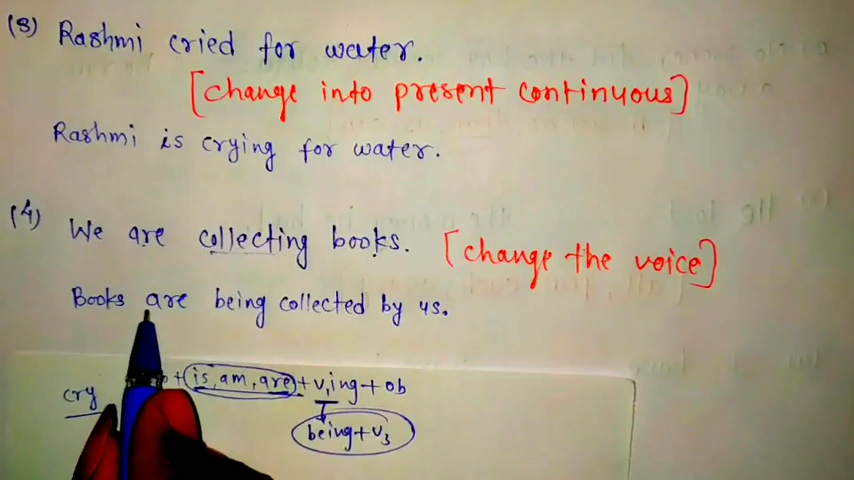 (3) Rashmi cried for water.
[change into present continuous]
Rashmi is crying for water.
(4) We are collecting books. [change the voice]
Books are being collected by us.
cry + is, am, are + v, ing + ob
being + v3